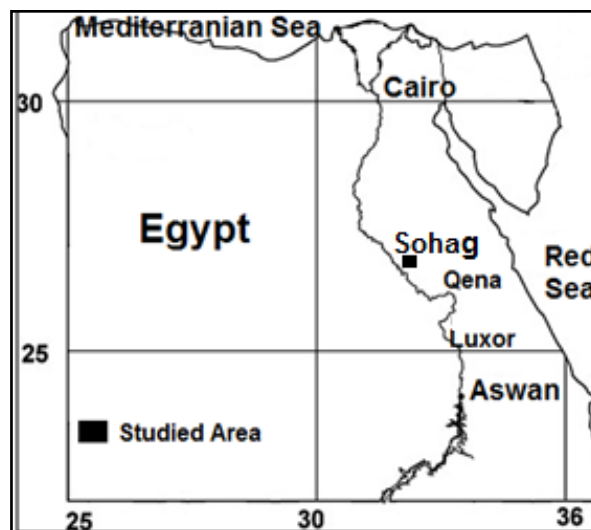 Mediterranian Sea
30
Cairo
Egypt
Sohag
Qena
Red
Sea
Luxor
25
Aswan
Studied Area
25
30
36